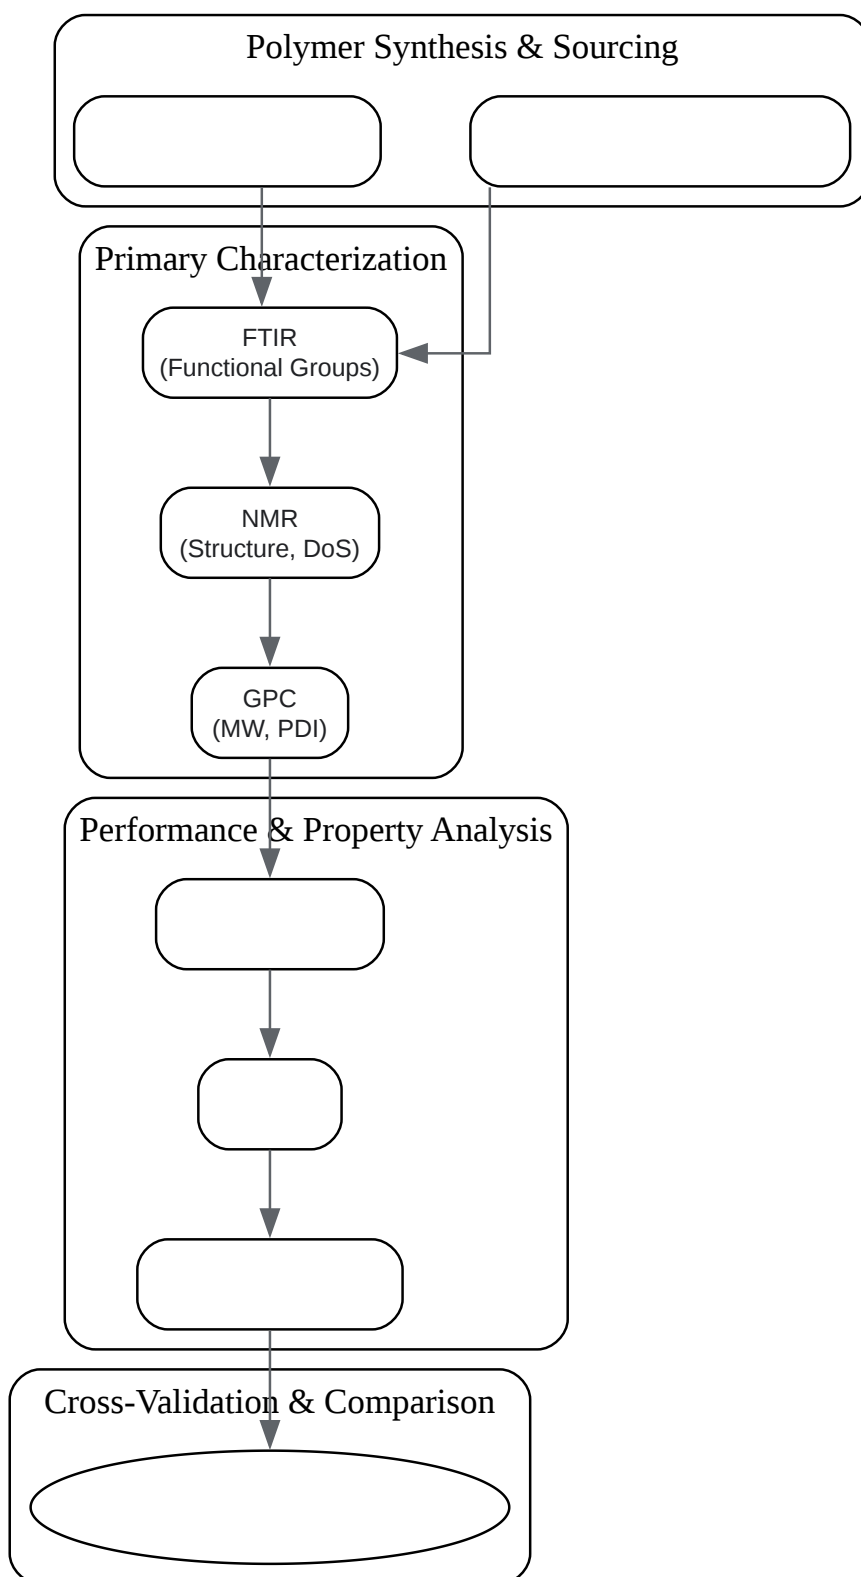 Polymer Synthesis & Sourcing
Primary Characterization
FTIR
(Functional Groups)
NMR
(Structure, DoS)
GPC
(MW, PDI)
Performance & Property Analysis
Cross-Validation & Comparison